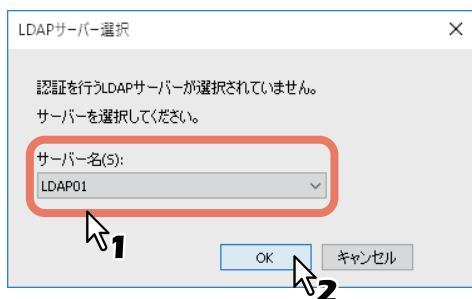 LDAPサーバー選択
認証を行うLDAPサーバーが選択されていません。
サーバーを選択してください。
サーバー名(S):
LDAP01
1
OK
キャンセル
2